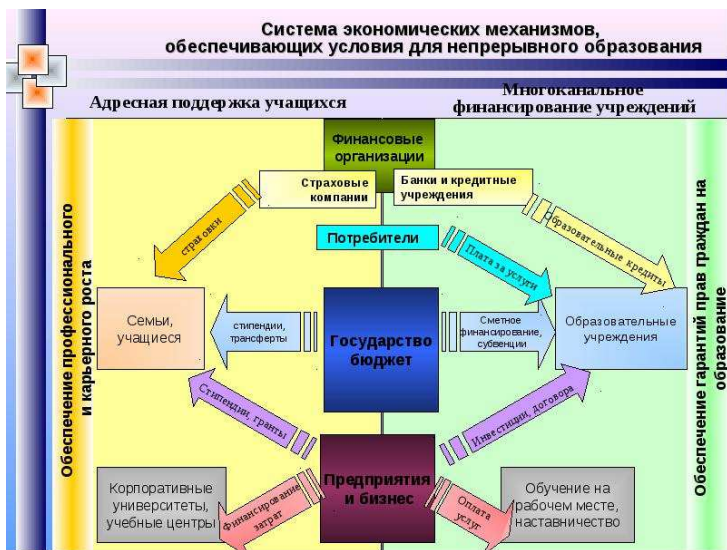 Система экономических механизмов,
обеспечивающих условия для непрерывного образования
Адресная поддержка учащихся
Многоканальное
финансирование учреждений
Обеспечение профессионального
и карьерного роста
Финансовые
организации
Страховые
компании
Банки и кредитные
учреждения
страховки
Образовательные кредиты
Потребители
Плата за услуги
Семьи,
учащиеся
стипендии,
трансферты
Государство
бюджет
Сметное
финансирование,
субвенции
Образовательные
учреждения
Стипендии, гранты
Инвестиции, договора
Предприятия
и бизнес
Корпоративные
университеты,
учебные центры
Финансирование
затрат
Оплата
услуг
Обучение на
рабочем месте,
наставничество
Обеспечение гарантий прав граждан на
образование